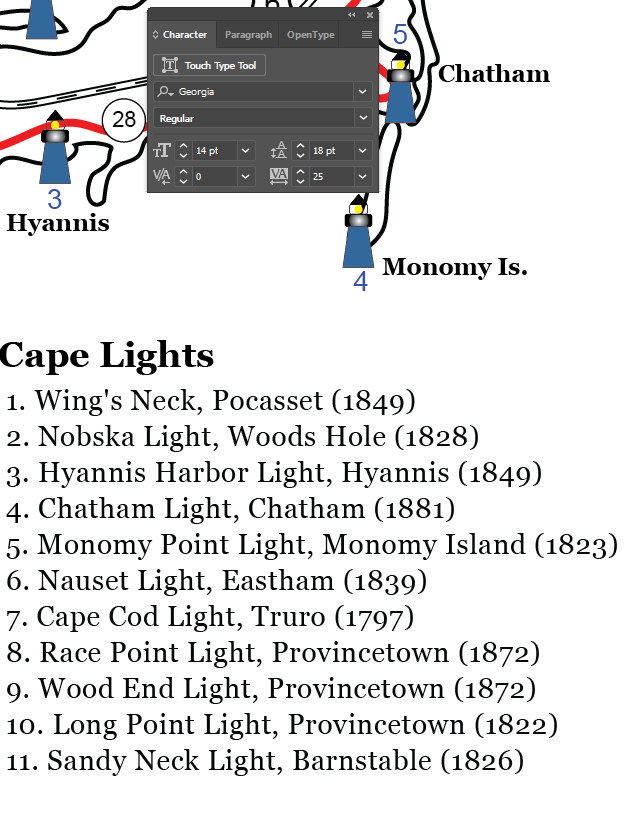 Character
Paragraph
OpenType
Touch Type Tool
Georgia
Regular
14 pt
18 pt
0
25
5
Chatham
28
3
Hyannis
Monomy Is.
4
Cape Lights
1. Wing's Neck, Pocasset (1849)
2. Nobska Light, Woods Hole (1828)
3. Hyannis Harbor Light, Hyannis (1849)
4. Chatham Light, Chatham (1881)
5. Monomy Point Light, Monomy Island (1823)
6. Nauset Light, Eastham (1839)
7. Cape Cod Light, Truro (1797)
8. Race Point Light, Provincetown (1872)
9. Wood End Light, Provincetown (1872)
10. Long Point Light, Provincetown (1822)
11. Sandy Neck Light, Barnstable (1826)